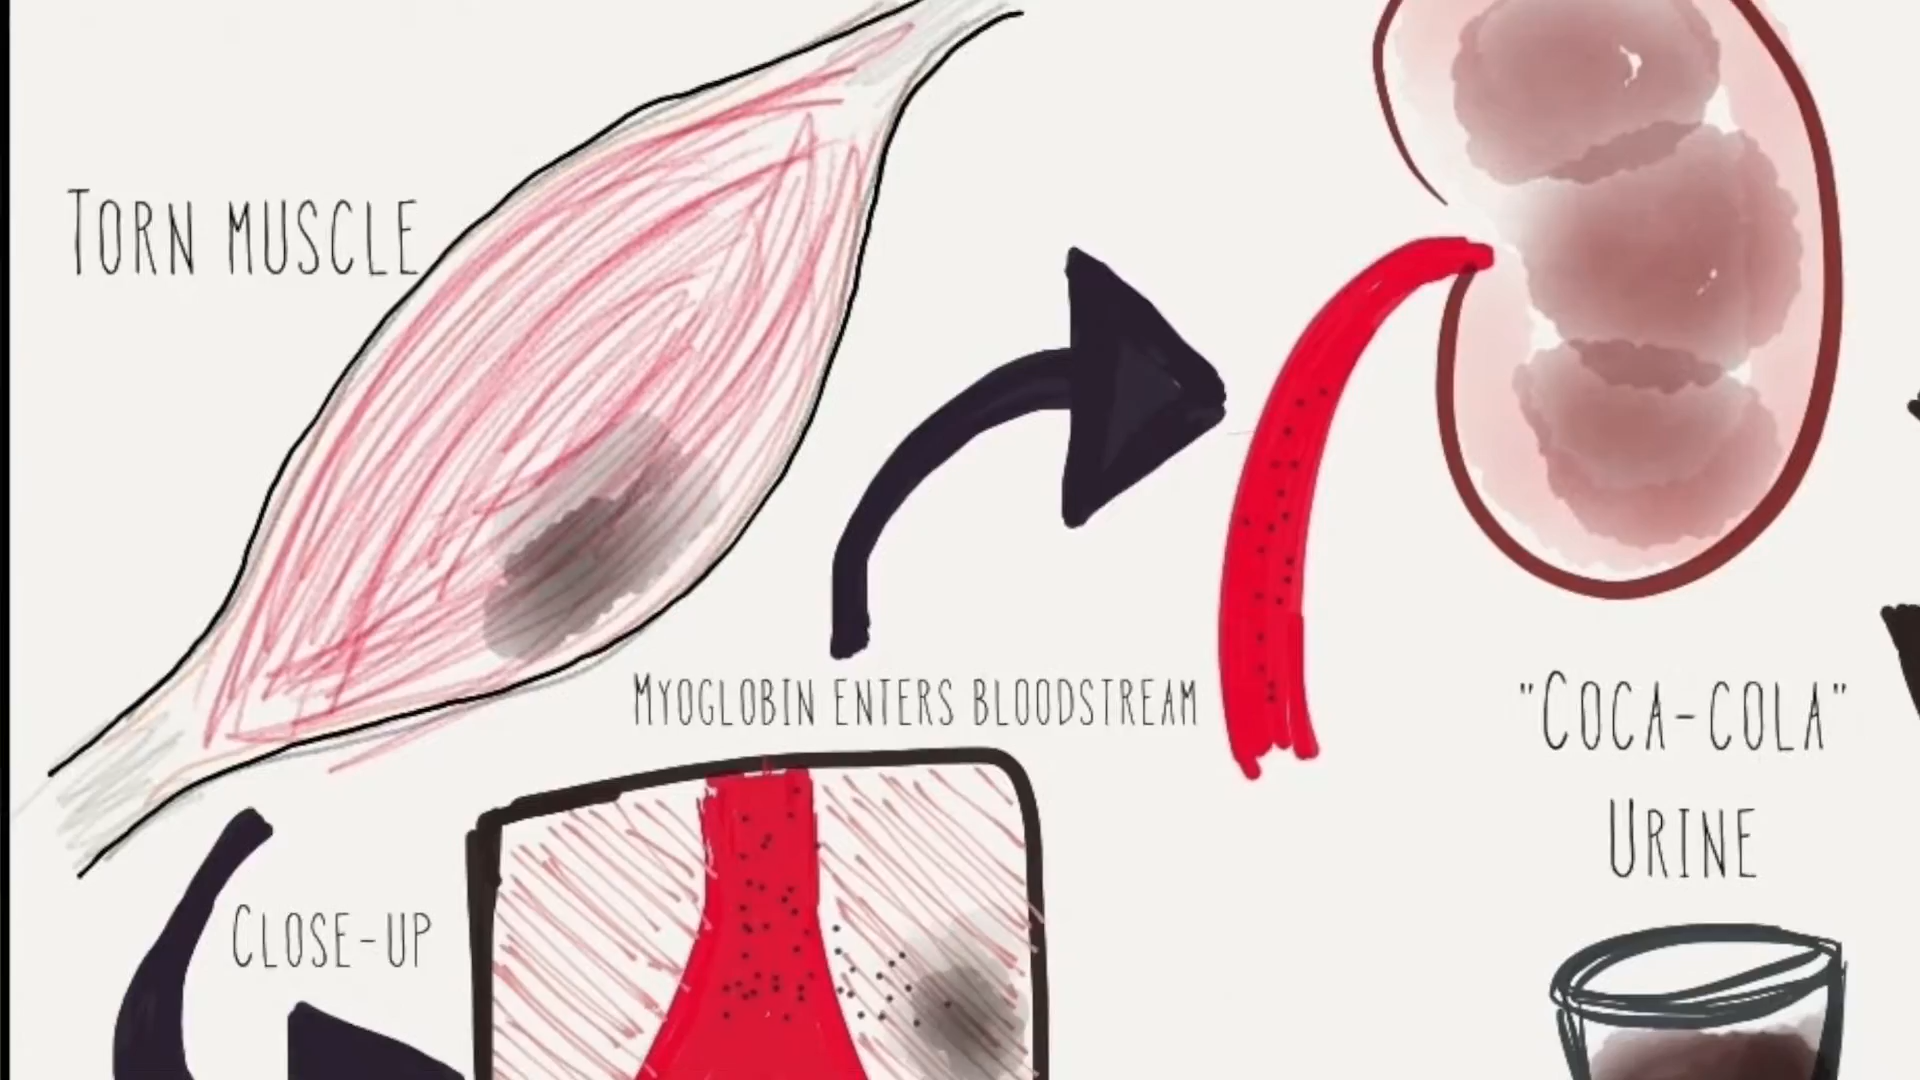 TORN MUSCLE
MYOGLOBIN ENTERS BLOODSTREAM
"COCA-COLA"
URINE
CLOSE-UP